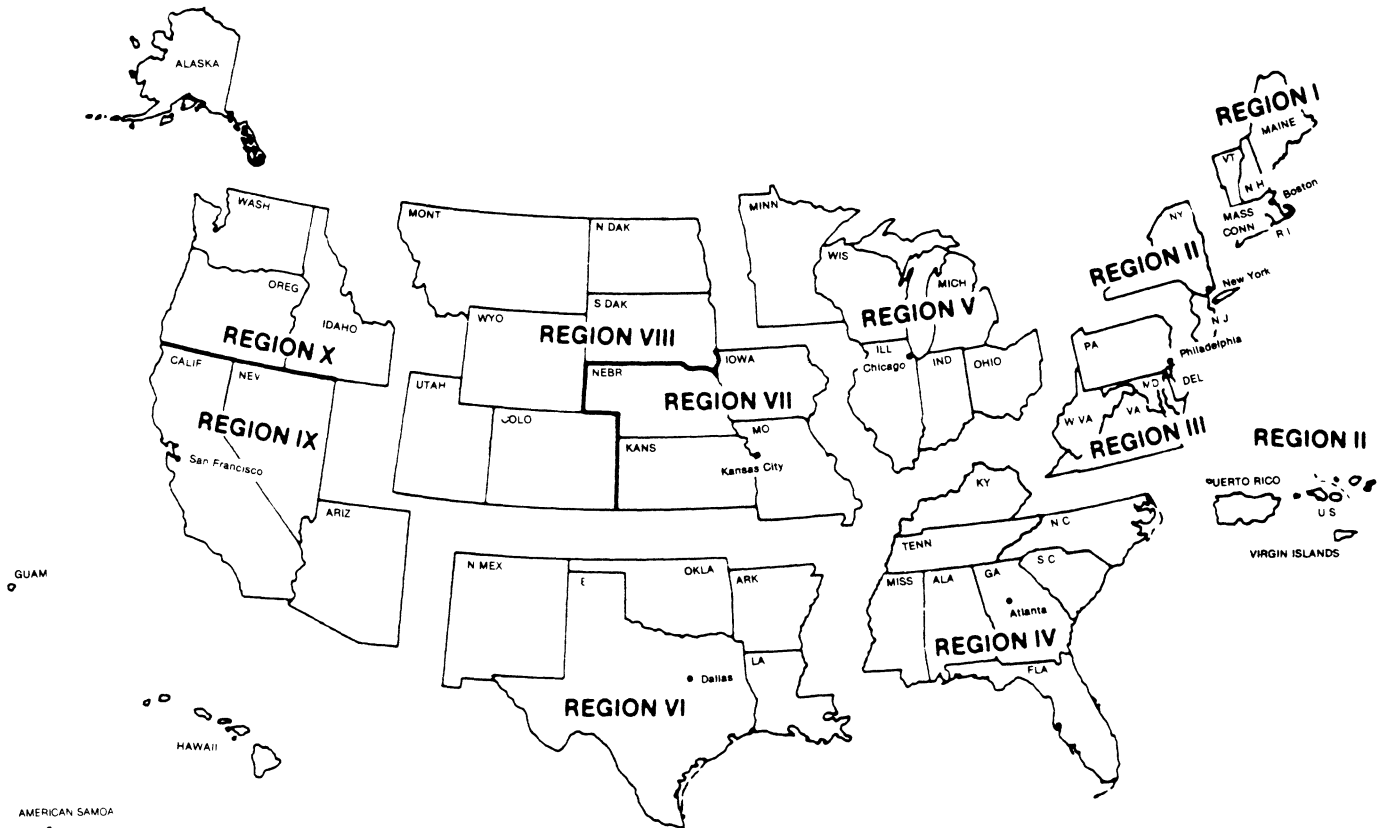 ALASKA
REGION I
MAINE
VT
N H
Boston
MASS
CONN
R I
WASH
MONT
N DAK
MINN
NY
REGION II
New York
N J
WIS
MICH
REGION V
OREG
IDAHO
S DAK
WYO
REGION VIII
REGION X
PA
Philadelphia
CALIF
NEV
UTAH
NEBR
IOWA
ILL
Chicago
IND
OHIO
MD
DEL
REGION VII
COLO
W VA
VA
REGION III
REGION IX
San Francisco
KANS
MO
Kansas City
REGION II
KY
UERTO RICO
U S
VIRGIN ISLANDS
ARIZ
N C
TENN
S C
GUAM
N MEX
OKLA
ARK
MISS
ALA
GA
E
Atlanta
REGION IV
LA
FLA
Dallas
REGION VI
HAWAII
AMERICAN SAMOA